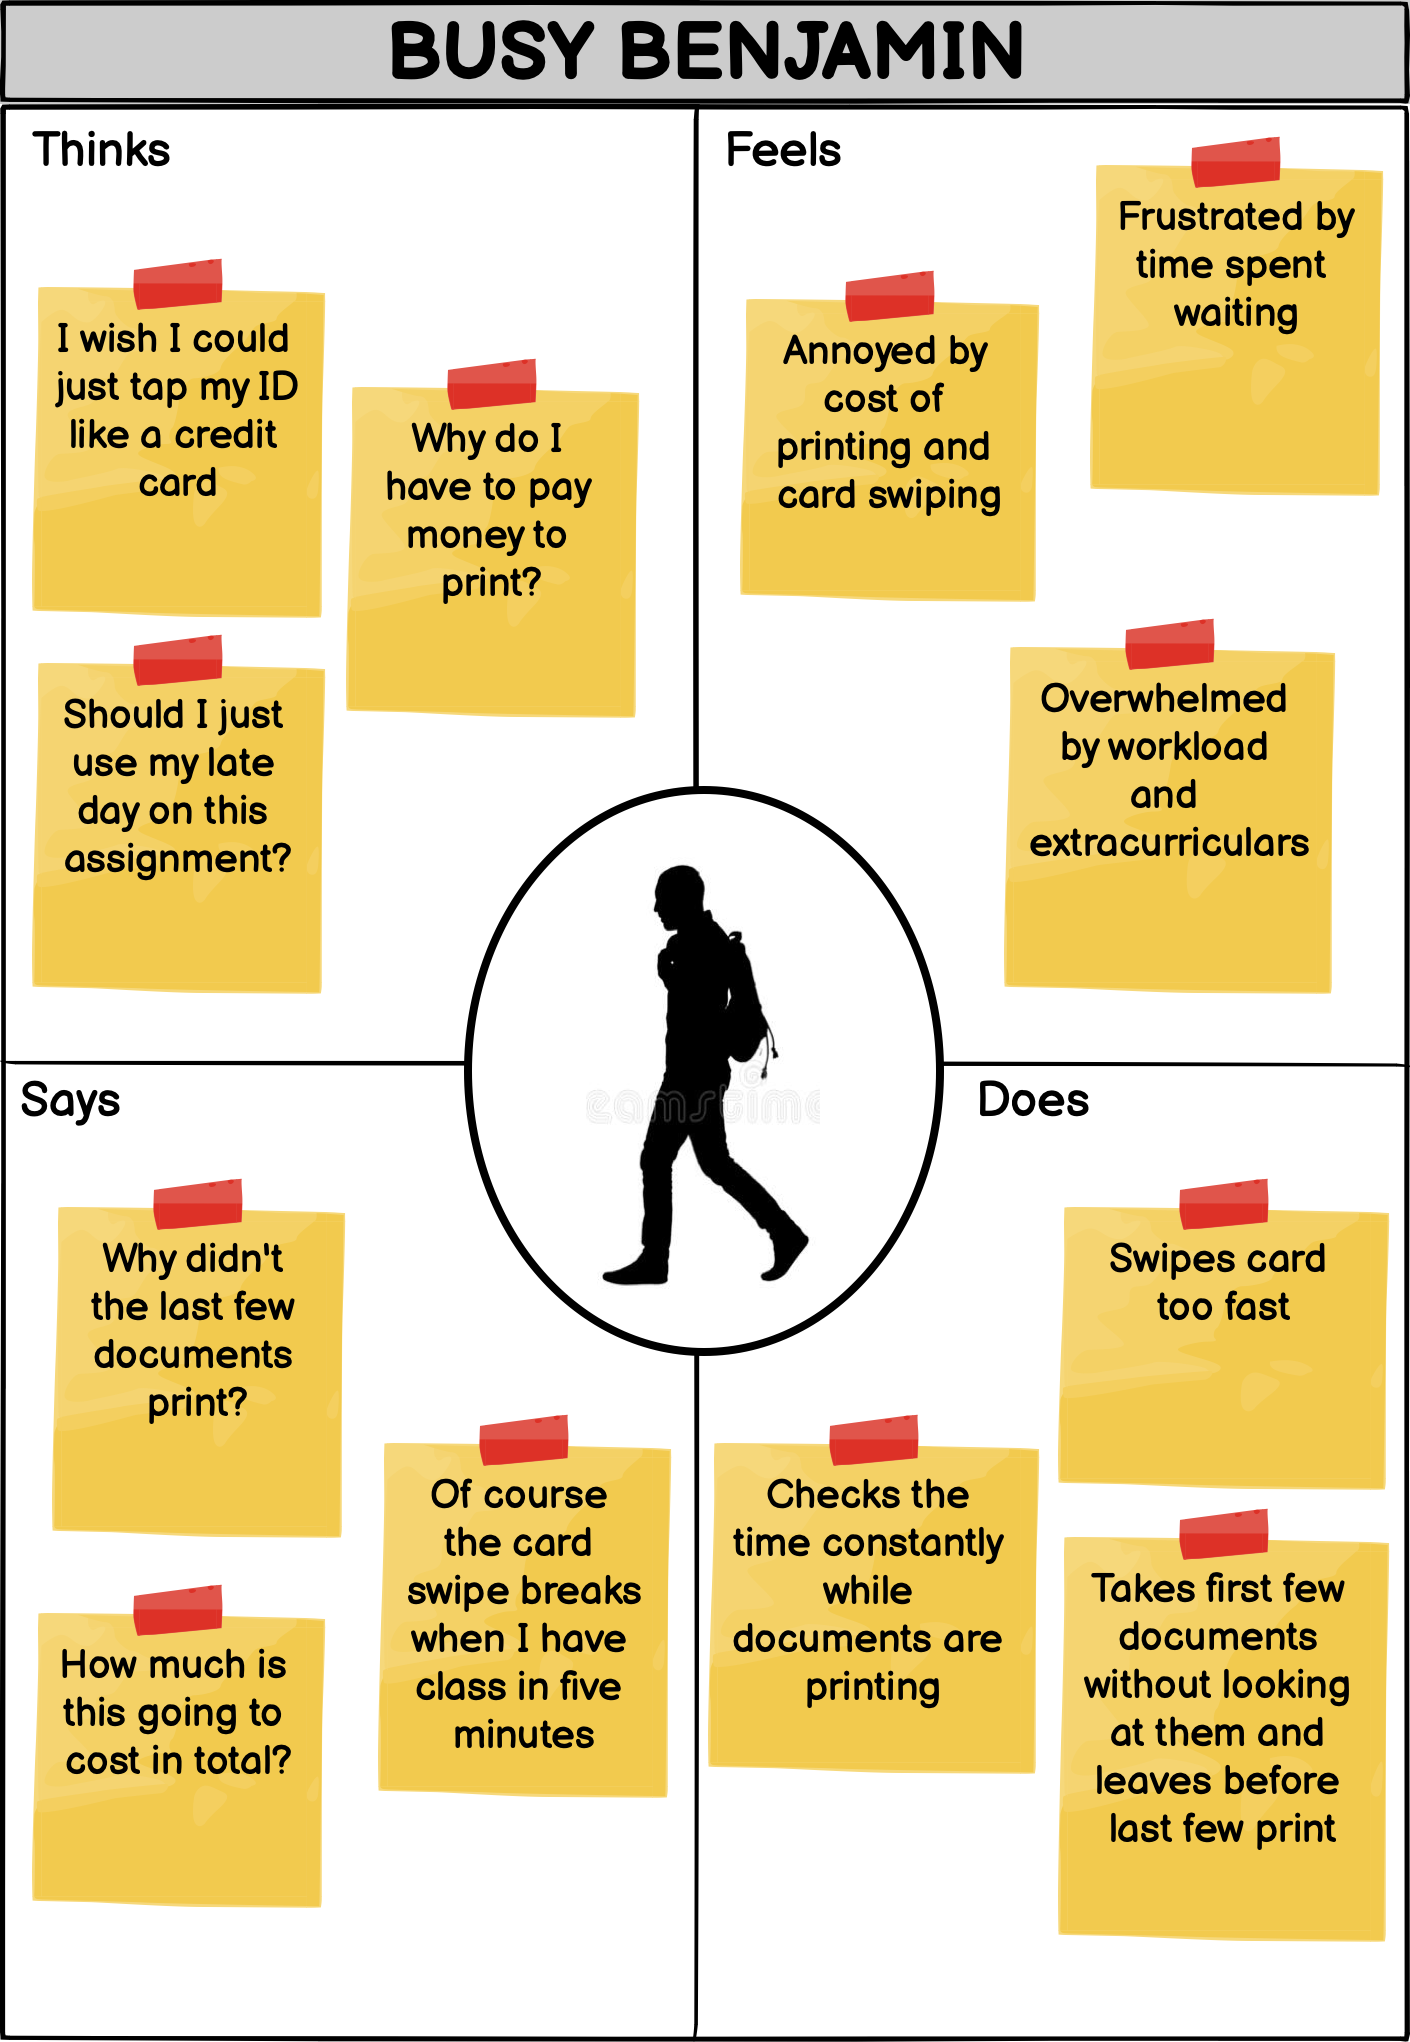 BUSY BENJAMIN
Thinks
I wish I could
just tap my ID
like a credit
card
Why do I
have to pay
money to
print?
Should I just
use my late
day on this
assignment?
Feels
Frustrated by
time spent
waiting
Annoyed by
cost of
printing and
card swiping
Overwhelmed
by workload
and
extracurriculars
Says
Why didn't
the last few
documents
print?
Of course
the card
swipe breaks
when I have
class in five
minutes
How much is
this going to
cost in total?
Does
Swipes card
too fast
Checks the
time constantly
while
documents are
printing
Takes first few
documents
without looking
at them and
leaves before
last few print
eamstime